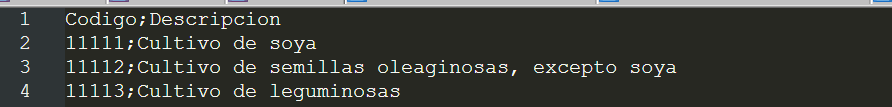 1 Codigo;Descripcion
2 11111;Cultivo de soya
3 11112;Cultivo de semillas oleaginosas, excepto soya
4 11113;Cultivo de leguminosas